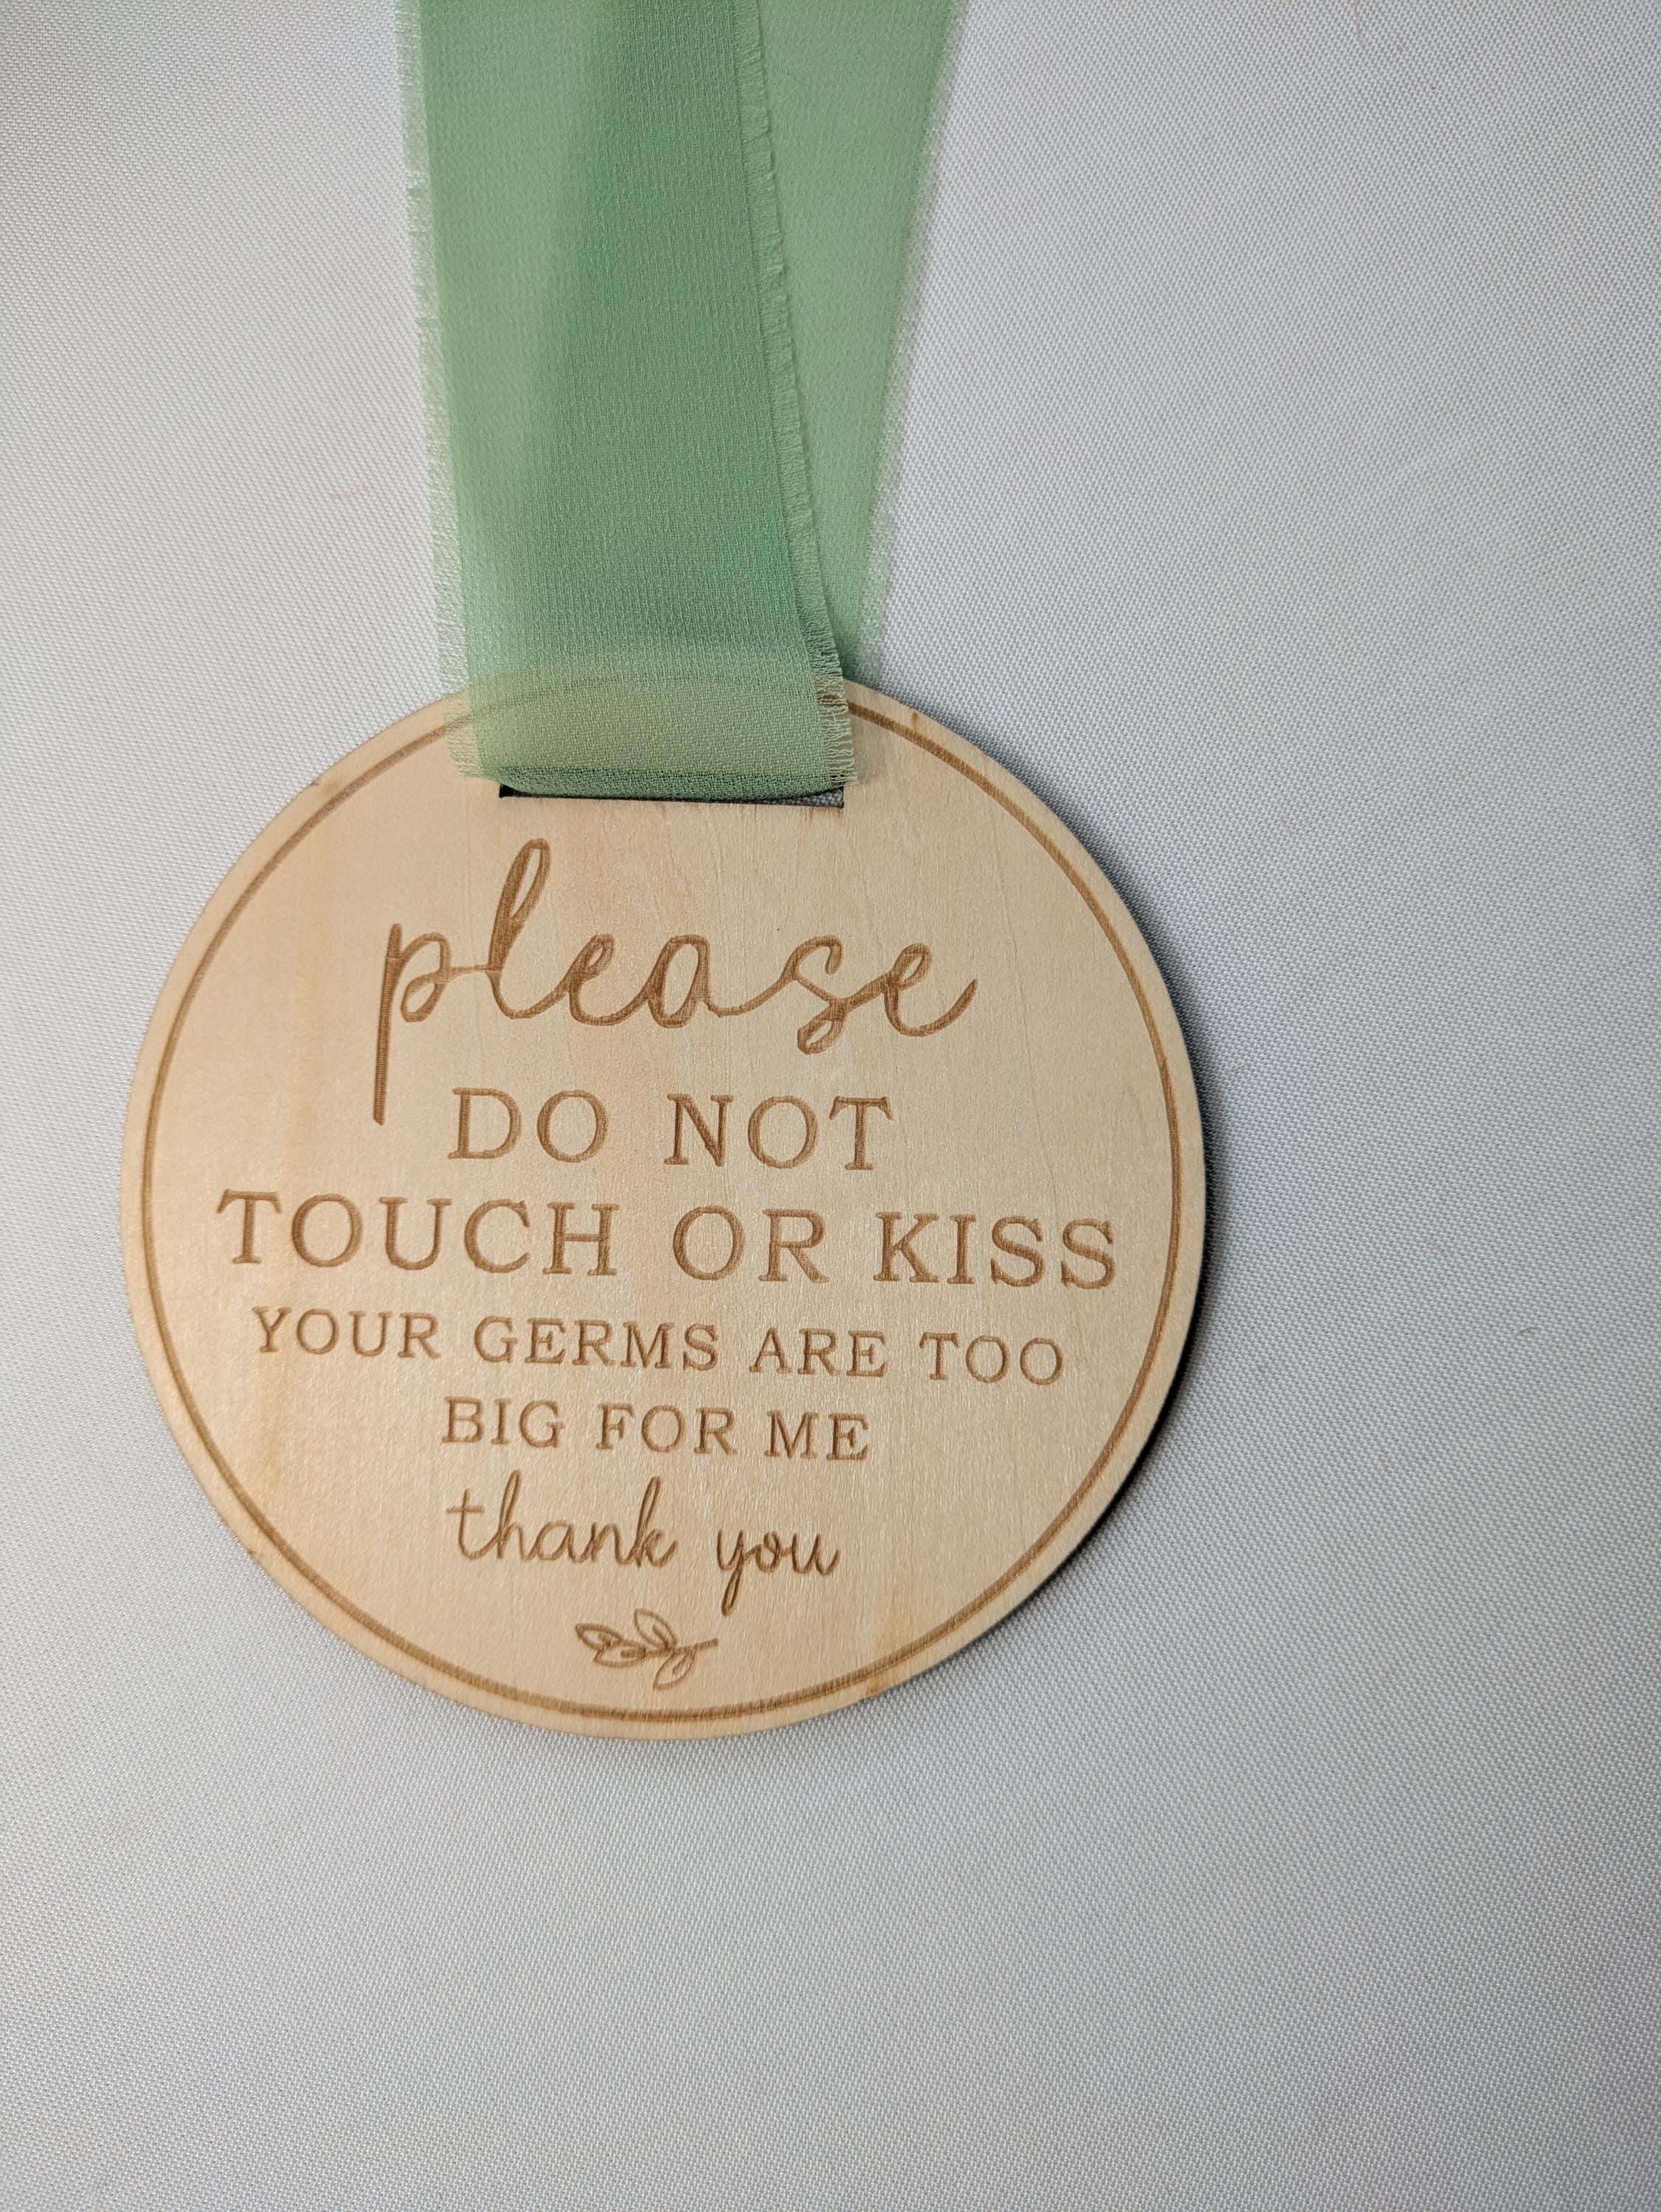 please
DO NOT
TOUCH OR KISS
YOUR GERMS ARE TOO
BIG FOR ME
thank you